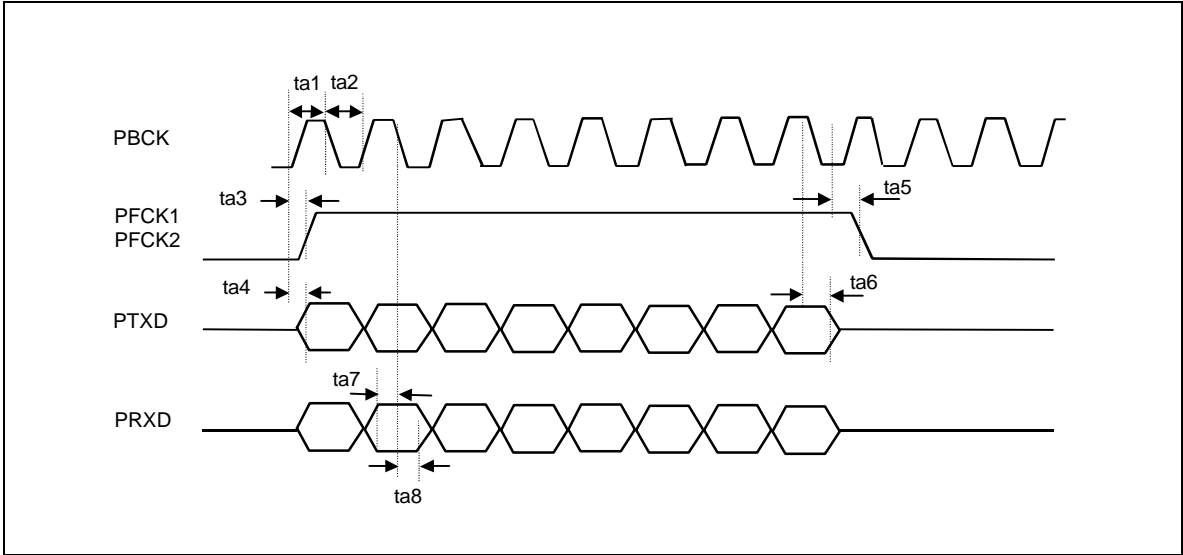 ta1 ta2
PBCK
ta3
ta5
PFCK1
PFCK2
ta4
ta6
PTXD
ta7
PRXD
ta8